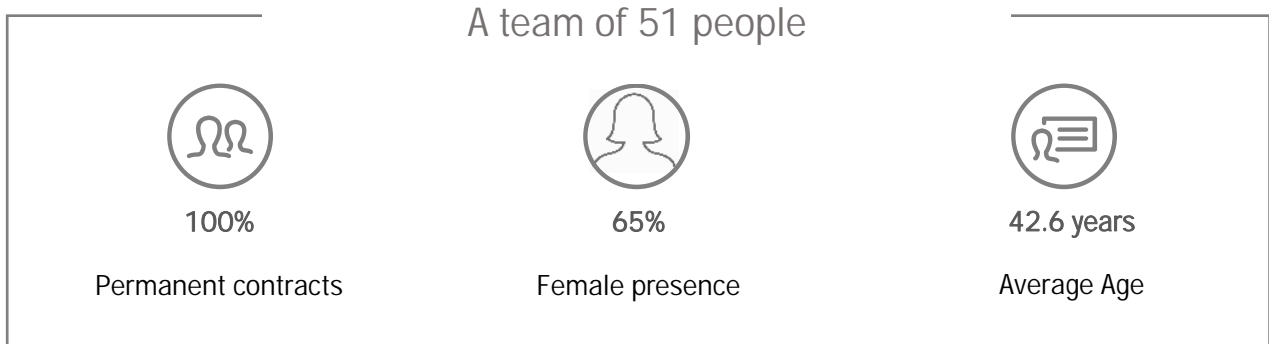 A team of 51 people
100%
65%
42.6 years
Permanent contracts
Female presence
Average Age